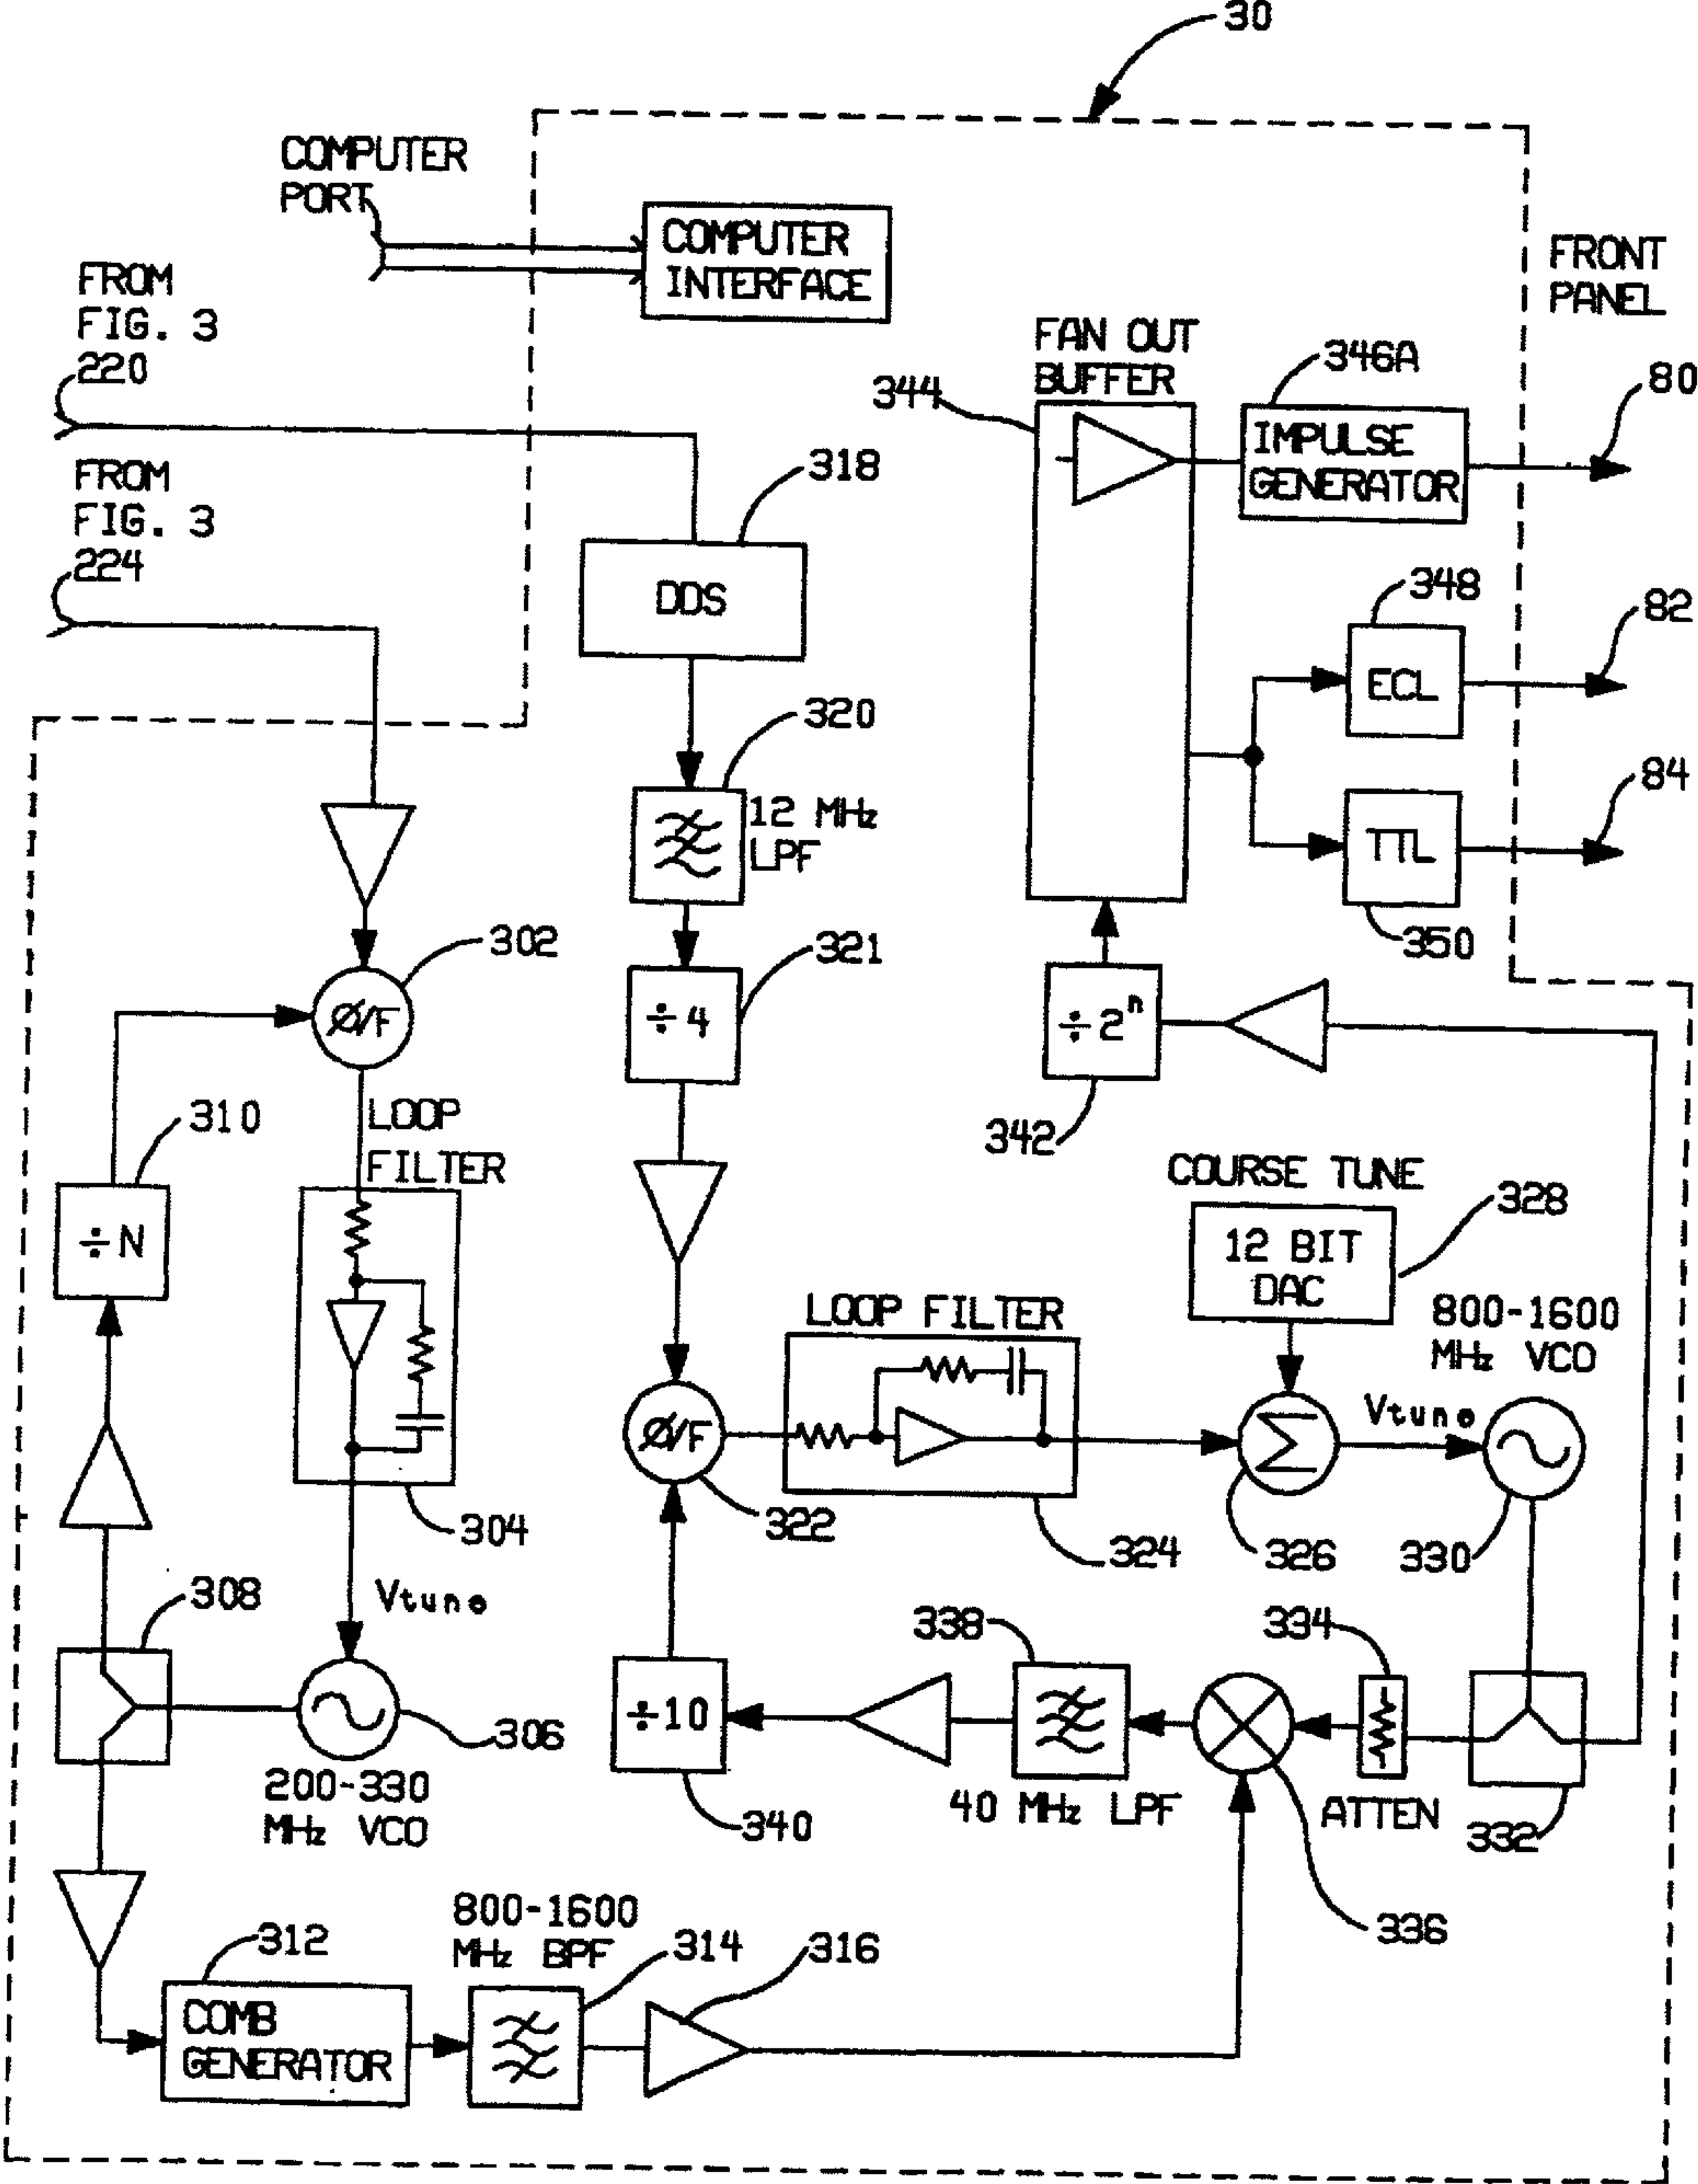 30
COMPUTER
PORT
COMPUTER
INTERFACE
FROM
FIG. 3
220
FRONT
PANEL
FAN OUT
BUFFER
344
346A
IMPULSE
GENERATOR
80
FROM
FIG. 3
224
318
DDS
348
ECL
82
320
12 MHz
LPF
TTL
84
350
302
Ø/F
321
÷4
÷2ⁿ
342
LOOP
FILTER
310
÷N
COURSE TUNE
328
12 BIT
DAC
LOOP FILTER
800-1600
MHz VCO
Ø/F
322
324
Σ
326
Vtune
330
304
308
Vtune
306
200-330
MHz VCO
338
334
÷10
340
40 MHz LPF
ATTEN
332
336
312
COMB
GENERATOR
800-1600
MHz BPF
314
316